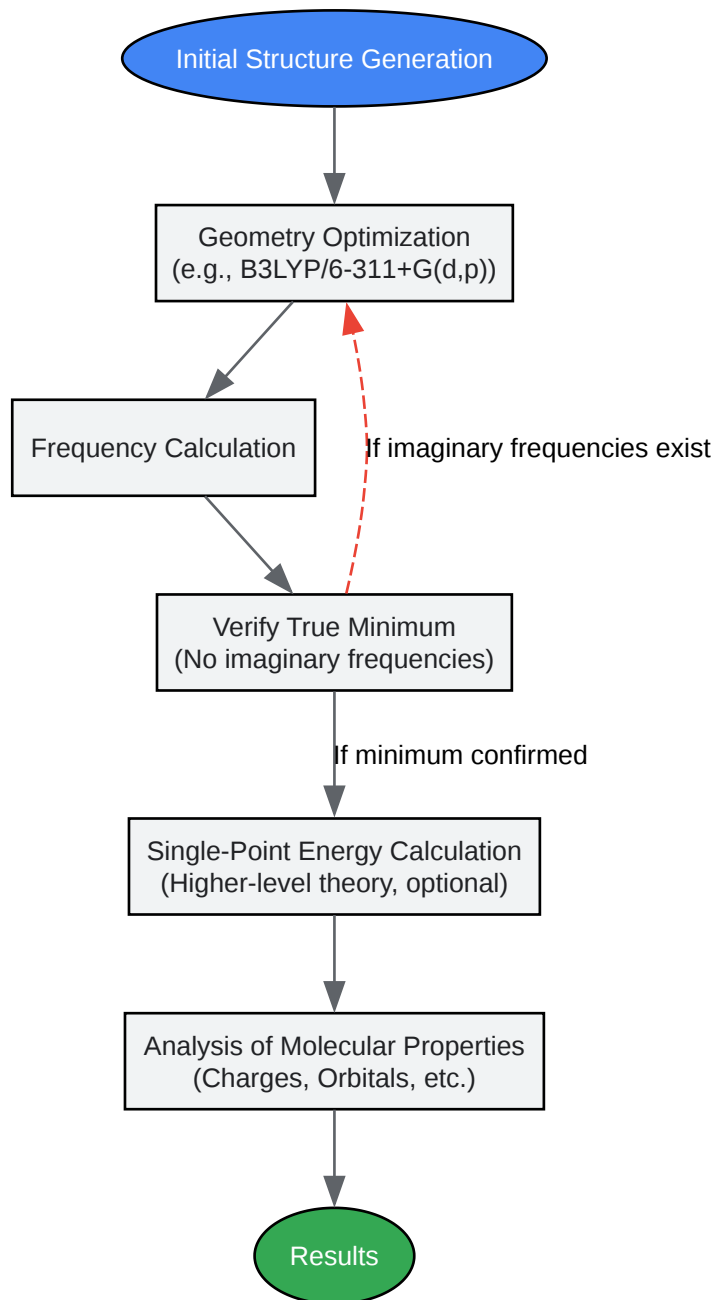 Initial Structure Generation
Geometry Optimization
(e.g., B3LYP/6-311+G(d,p))
Frequency Calculation
If imaginary frequencies exist
Verify True Minimum
(No imaginary frequencies)
If minimum confirmed
Single-Point Energy Calculation
(Higher-level theory, optional)
Analysis of Molecular Properties
(Charges, Orbitals, etc.)
Results